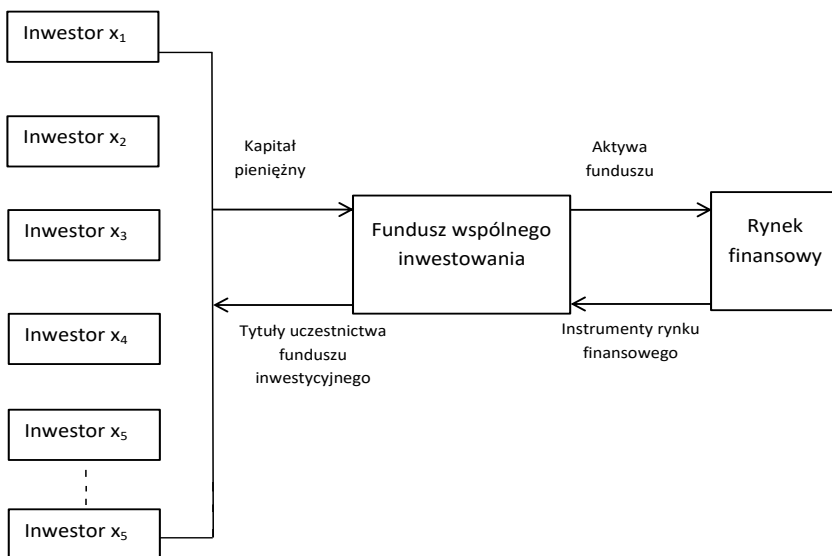 Inwestor x₁
Inwestor x₂
Inwestor x₃
Inwestor x₄
Inwestor x₅
Inwestor x₅
Kapitał
pieniężny
Tytuły uczestnictwa
funduszu
inwestycyjnego
Fundusz wspólnego
inwestowania
Aktywa
funduszu
Instrumenty rynku
finansowego
Rynek
finansowy